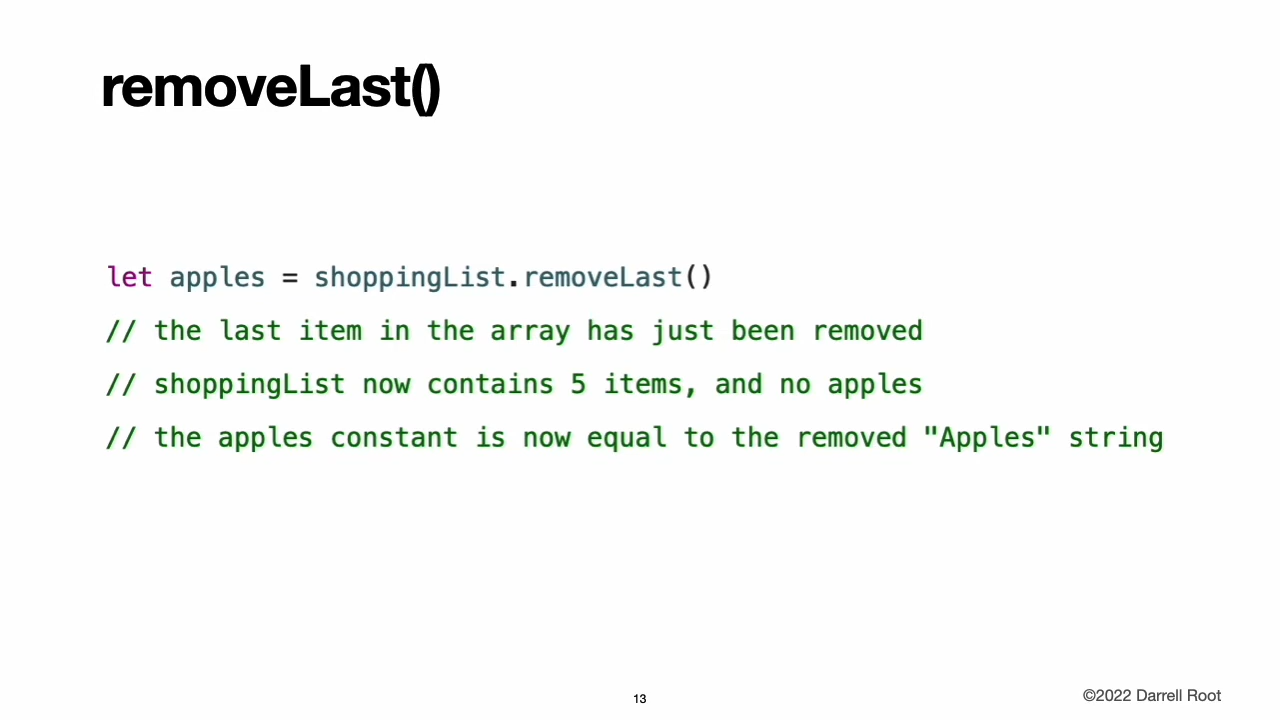 removeLast()
let apples = shoppingList.removeLast()
// the last item in the array has just been removed
// shoppingList now contains 5 items, and no apples
// the apples constant is now equal to the removed "Apples" string
13
©2022 Darrell Root